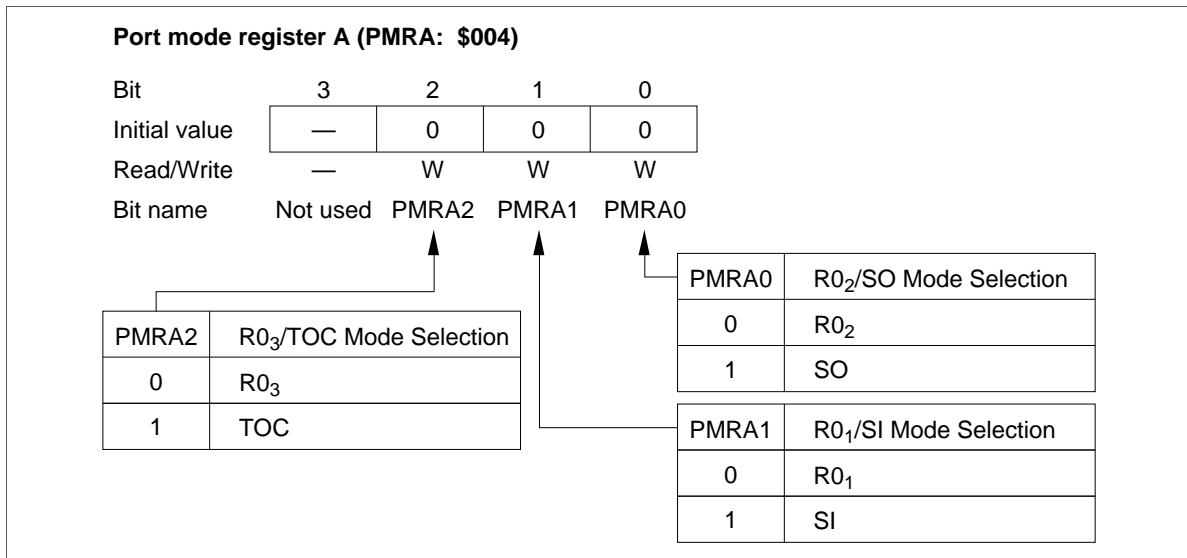 Port mode register A (PMRA: $004)
Bit 3 2 1 0
Initial value — 0 0 0
Read/Write — W W W
Bit name Not used PMRA2 PMRA1 PMRA0
PMRA0 R0₂/SO Mode Selection
0 R0₂
1 SO
PMRA2 R0₃/TOC Mode Selection
0 R0₃
1 TOC
PMRA1 R0₁/SI Mode Selection
0 R0₁
1 SI